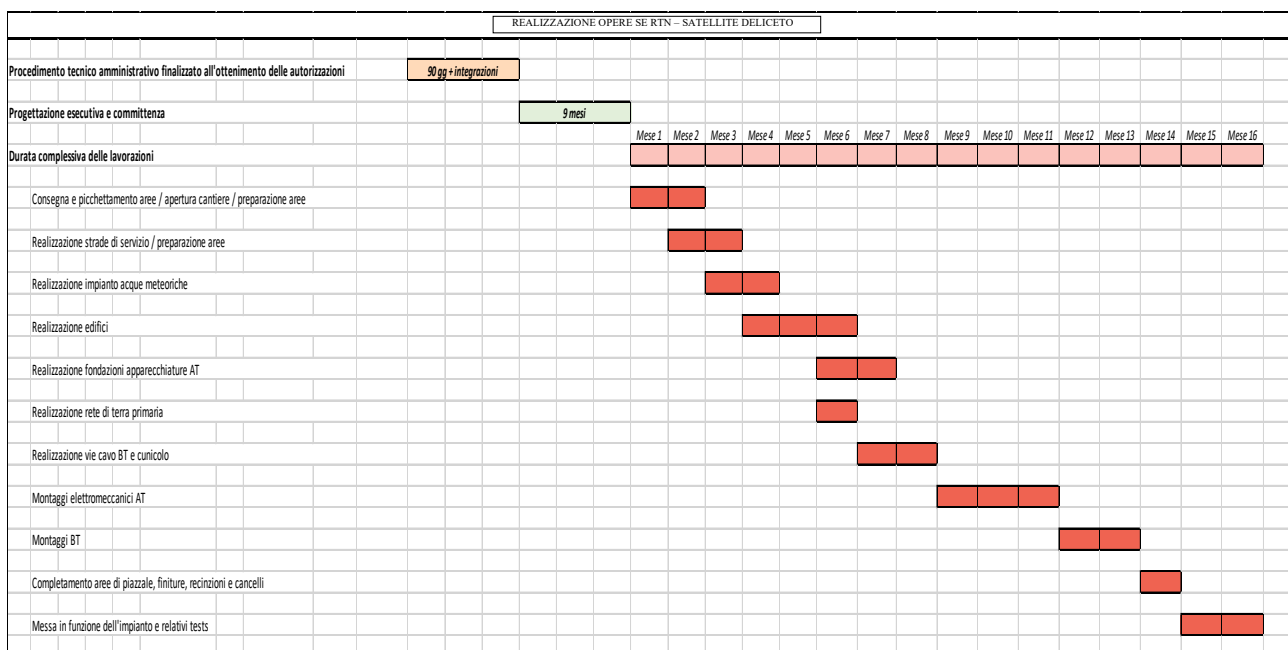 REALIZZAZIONE OPERE SE RTN – SATELLITE DELICETO
Procedimento tecnico amministrativo finalizzato all'ottenimento delle autorizzazioni
90 gg + integrazioni
Progettazione esecutiva e committenza
9 mesi
Mese 1 Mese 2 Mese 3 Mese 4 Mese 5 Mese 6 Mese 7 Mese 8 Mese 9 Mese 10 Mese 11 Mese 12 Mese 13 Mese 14 Mese 15 Mese 16
Durata complessiva delle lavorazioni
Consegna e picchettamento aree / apertura cantiere / preparazione aree
Realizzazione strade di servizio / preparazione aree
Realizzazione impianto acque meteoriche
Realizzazione edifici
Realizzazione fondazioni apparecchiature AT
Realizzazione rete di terra primaria
Realizzazione vie cavo BT e cunicolo
Montaggi elettromeccanici AT
Montaggi BT
Completamento aree di piazzale, finiture, recinzioni e cancelli
Messa in funzione dell'impianto e relativi tests